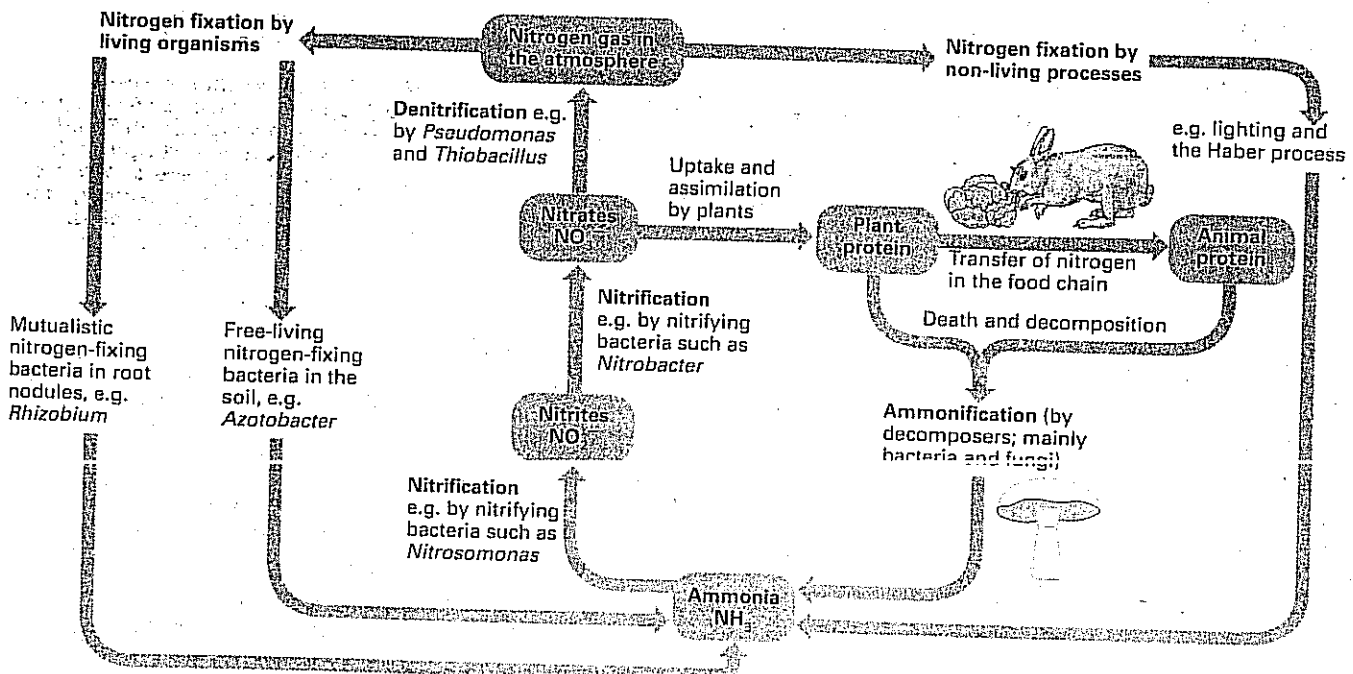 Nitrogen fixation by
living organisms
Nitrogen gas in
the atmosphere
Nitrogen fixation by
non-living processes
e.g. lighting and
the Haber process
Denitrification e.g.
by Pseudomonas
and Thiobacillus
Uptake and
assimilation
by plants
Nitrates
NO
Plant
protein
Transfer of nitrogen
in the food chain
Animal
protein
Death and decomposition
Nitrification
e.g. by nitrifying
bacteria such as
Nitrobacter
Mutualistic
nitrogen-fixing
bacteria in root
nodules, e.g.
Rhizobium
Free-living
nitrogen-fixing
bacteria in the
soil, e.g.
Azotobacter
Nitrites
NO
Ammonification (by
decomposers; mainly
bacteria and fungi)
Nitrification
e.g. by nitrifying
bacteria such as
Nitrosomonas
Ammonia
NH₃